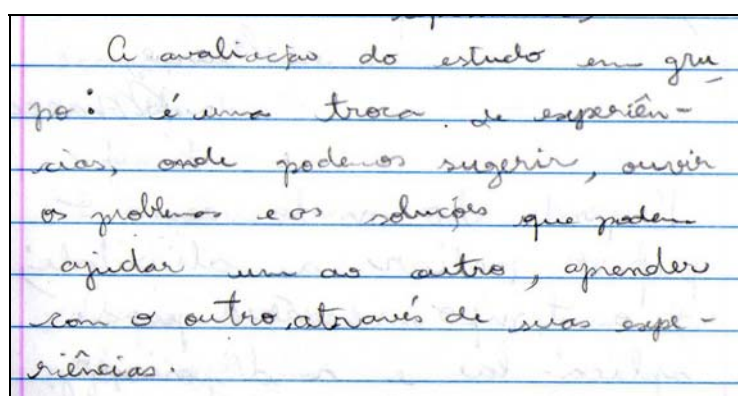 A avaliação do estudo em gru-
po: é uma troca de experiên-
cias, onde podemos sugerir, ouvir
os problemas e as soluções que podem
ajudar um ao outro, aprender
com o outro, através de suas expe-
riências.